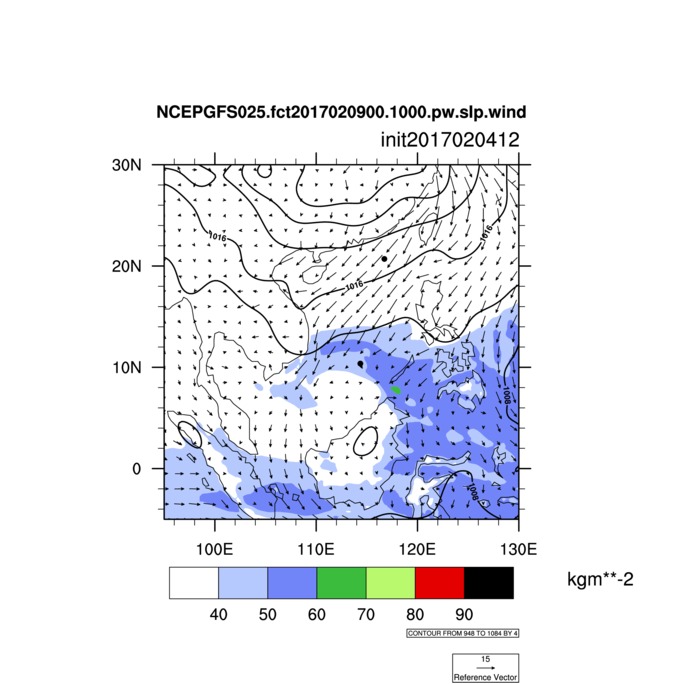 NCEPGFS025.fct2017020900.1000.pw.slp.wind
init2017020412
30N
1016
1016
20N
1016
10N
1008
0
1008
100E 110E 120E 130E
kgm**-2
40 50 60 70 80 90
CONTOUR FROM 948 TO 1084 BY 4
15
Reference Vector